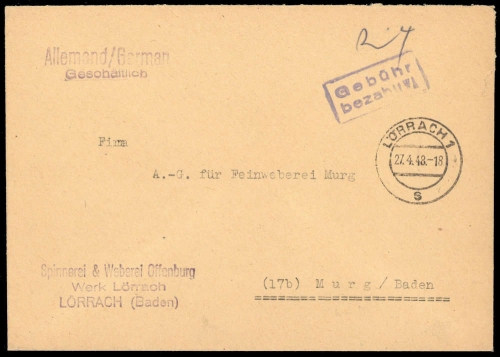 Allemand/German
Geschäftlich
Gebühr
bezahlt
LÖRRACH 1
27.4.48.-18
s
Firma
A.-G. für Feinweberei Murg
Spinnerei & Weberei Offenburg
Werk Lörrach
LÖRRACH (Baden)
(17b) Murg/Baden